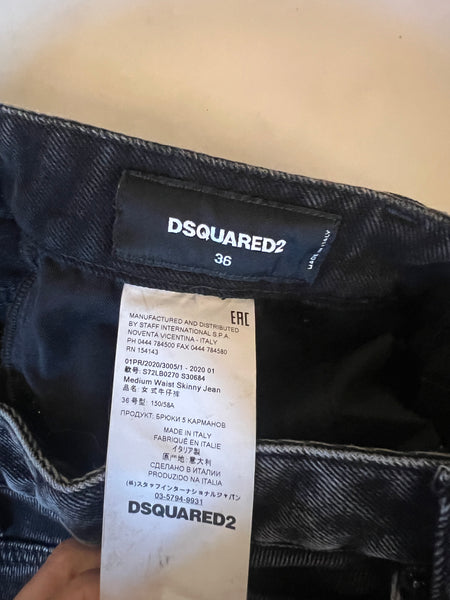 DSQUARED2
36
MADE IN ITALY
EAC
MANUFACTURED AND DISTRIBUTED
BY STAFF INTERNATIONAL S.P.A.
NOVENTA VICENTINA - ITALY
PH 0444 784500 FAX 0444 784580
RN 154143
01PR/2020/3005/1 - 2020 01
款号: S72LB0270 S30684
Medium Waist Skinny Jean
品名: 女式牛仔裤
36 号型: 150/58A
ПРОДУКТ: БРЮКИ 5 КАРМАНОВ
MADE IN ITALY
FABRIQUÉ EN ITALIE
イタリア製
原产地: 意大利
СДЕЛАНО В ИТАЛИИ
PRODUZIDO NA ITALIA
(株)スタッフインターナショナルジャパン
03-5794-9931
DSQUARED2